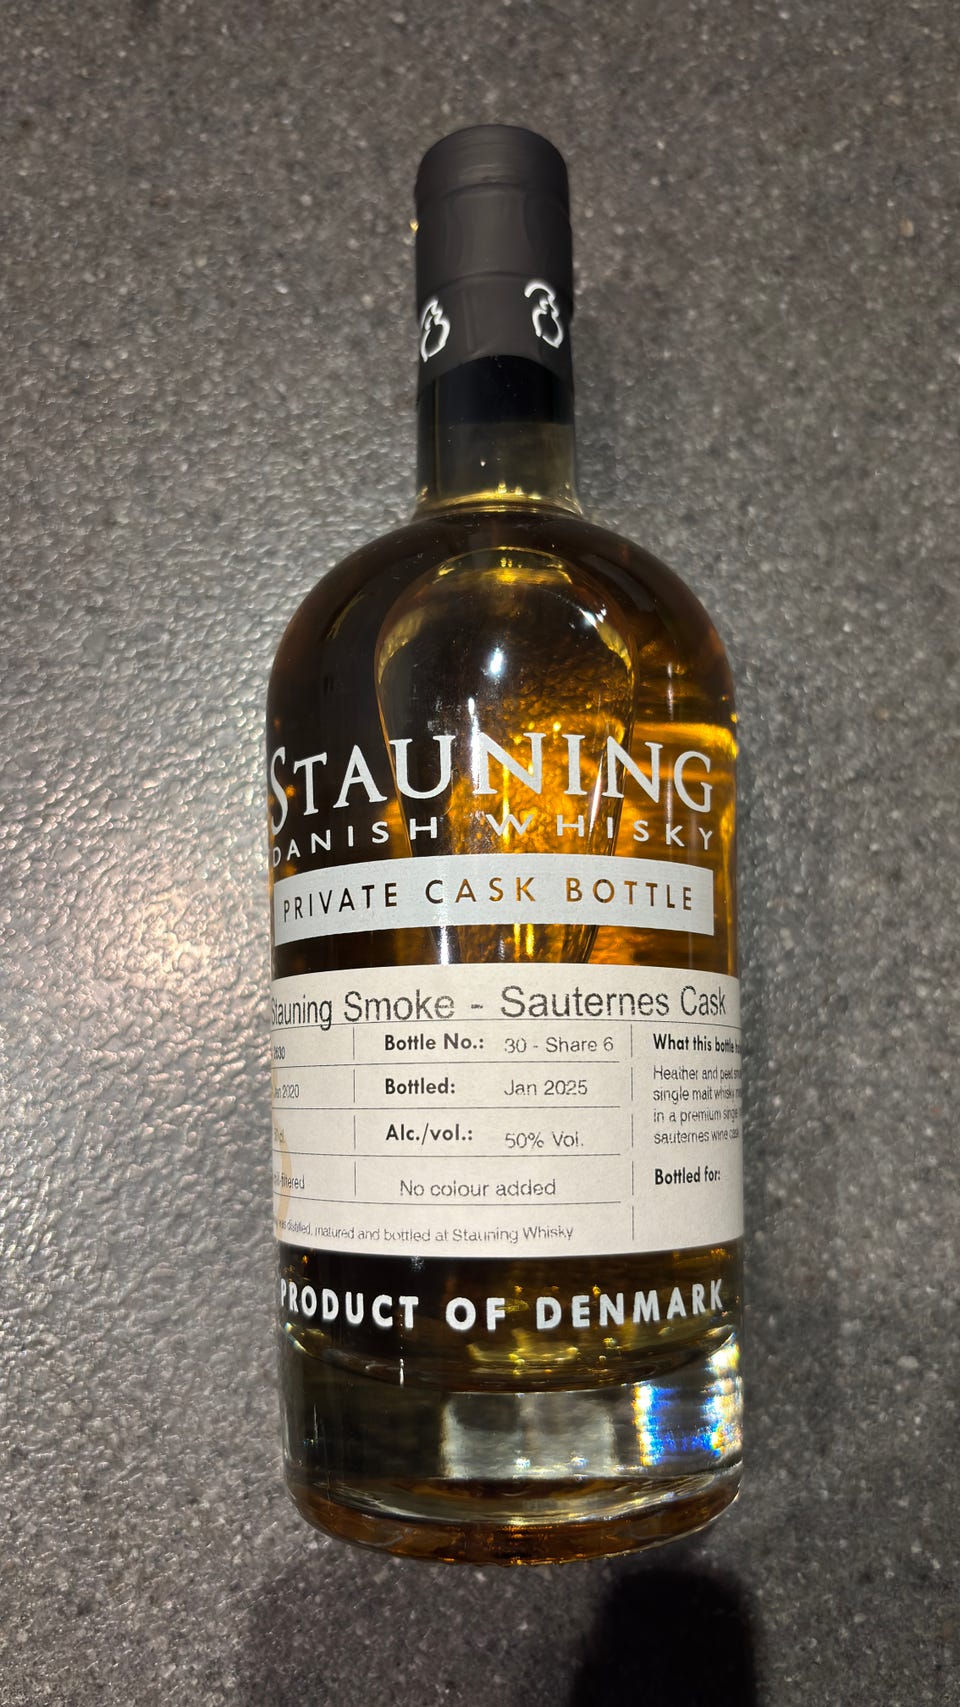 STAUNING
DANISH WHISKY
PRIVATE CASK BOTTLE
Stauning Smoke - Sauternes Cask
Bottle No.: 30 - Share 6
2020 Bottled: Jan 2025
Alc./vol.: 50% Vol.
No colour added
distilled, matured and bottled at Stauning Whisky
What this bottle
Heather and peat
single malt whisky
in a premium single
sauternes wine cask
Bottled for:
PRODUCT OF DENMARK